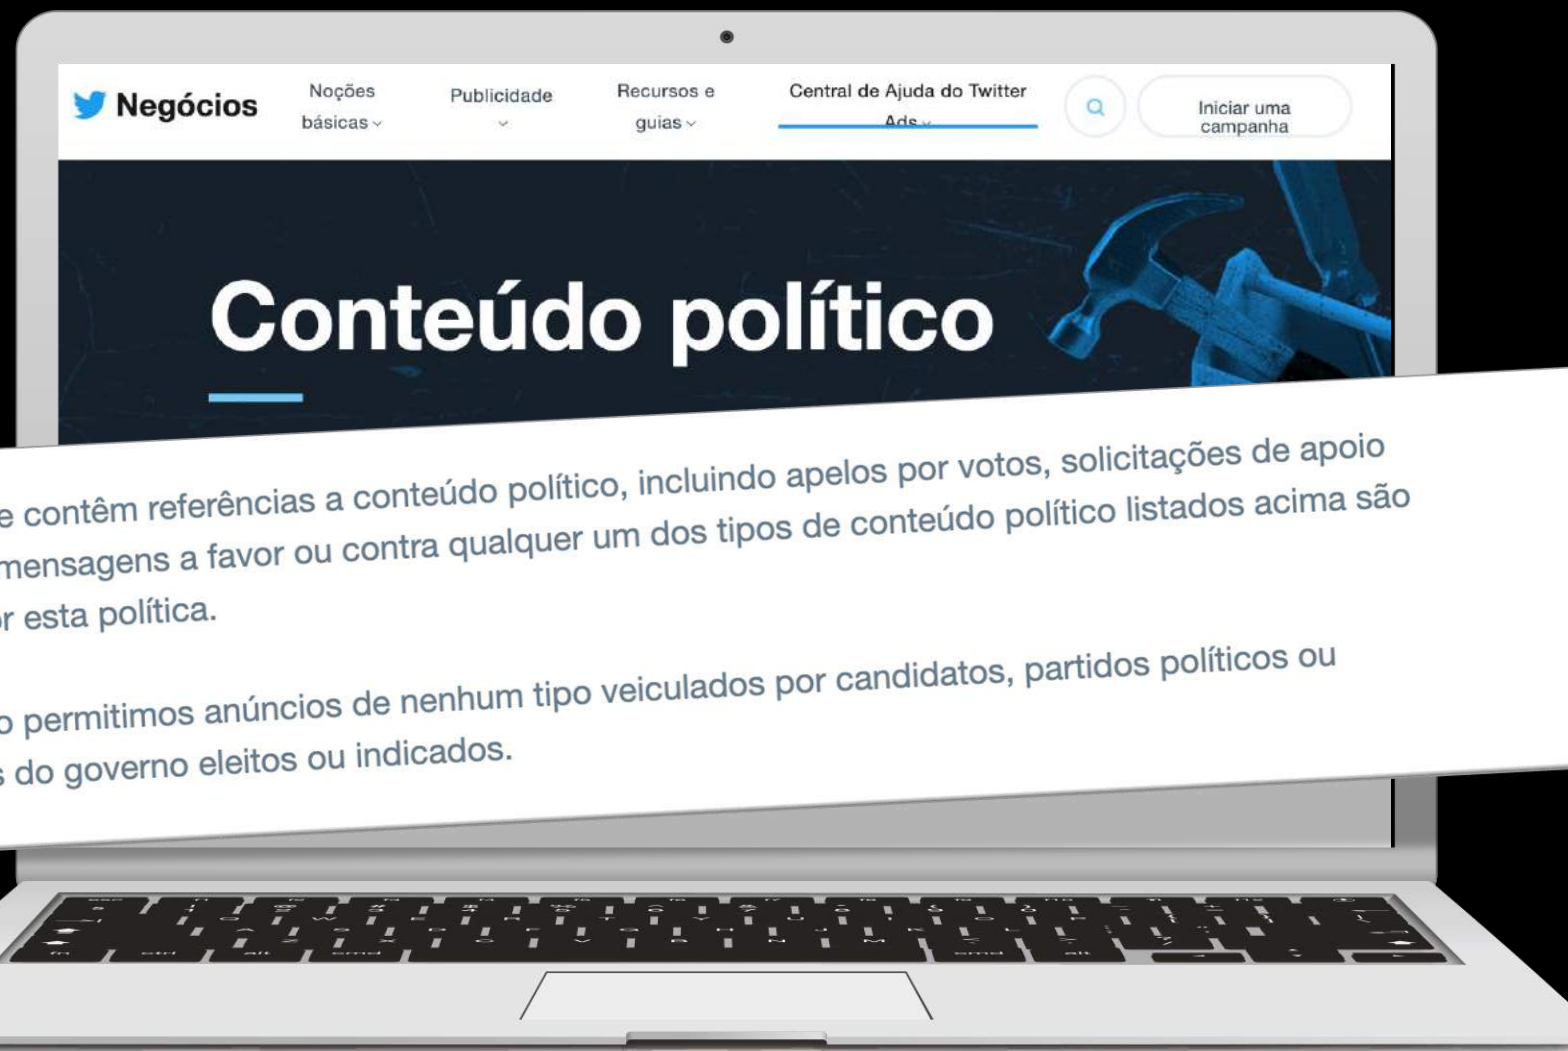 Negócios
Noções
básicas
Publicidade
Recursos e
guias
Central de Ajuda do Twitter
Ads
Iniciar uma
campanha
Conteúdo político
e contêm referências a conteúdo político, incluindo apelos por votos, solicitações de apoio
mensagens a favor ou contra qualquer um dos tipos de conteúdo político listados acima são
r esta política.
o permitimos anúncios de nenhum tipo veiculados por candidatos, partidos políticos ou
s do governo eleitos ou indicados.